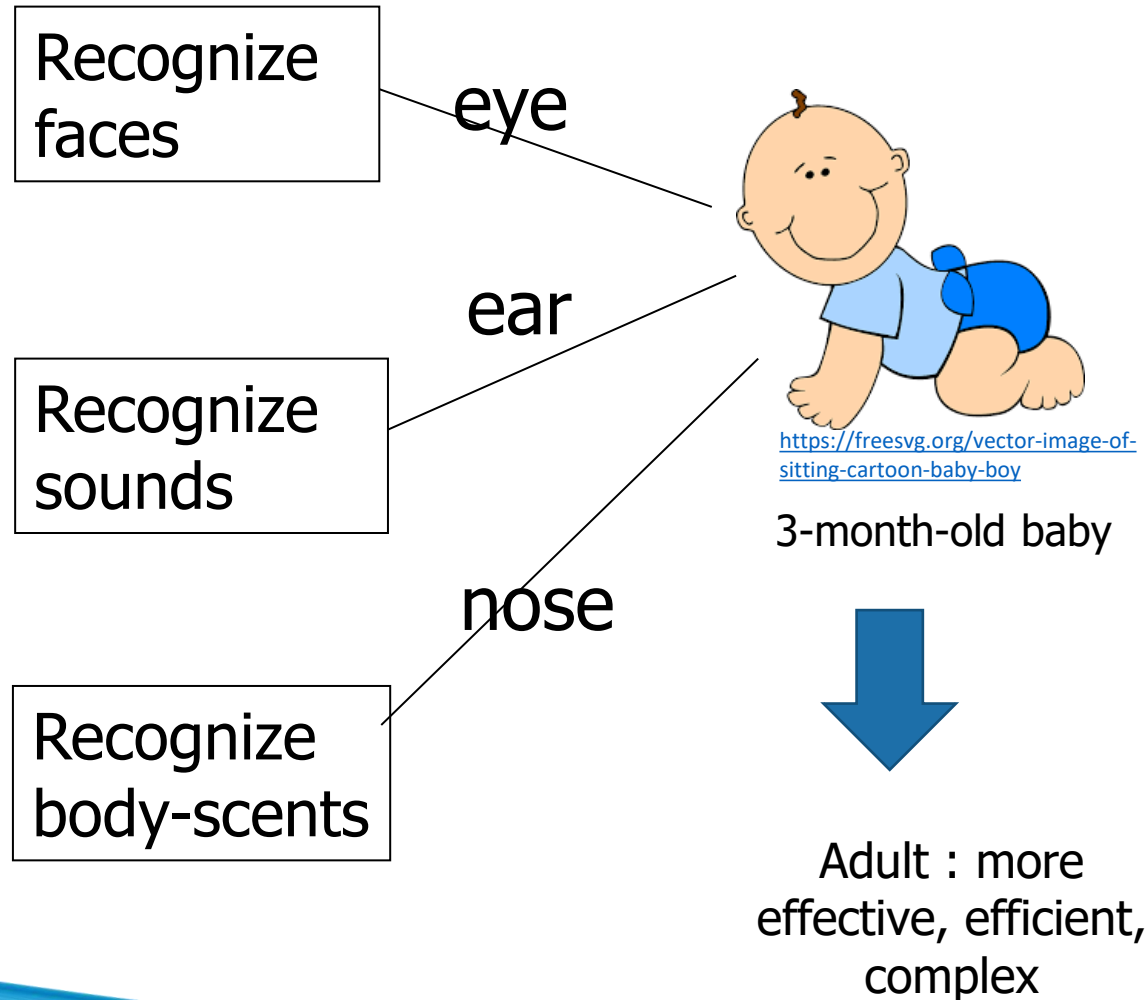 Recognize
faces
eye
ear
Recognize
sounds
https://freesvg.org/vector-image-of-
sitting-cartoon-baby-boy
3-month-old baby
nose
Recognize
body-scents
Adult : more
effective, efficient,
complex